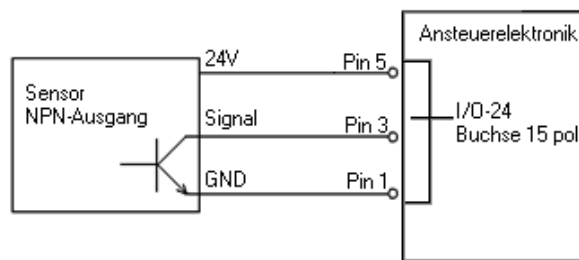 Ansteuerelektronik
24V
Pin 5
Sensor
NPN-Ausgang
Signal
Pin 3
I/O-24
Buchse 15 pol
GND
Pin 1